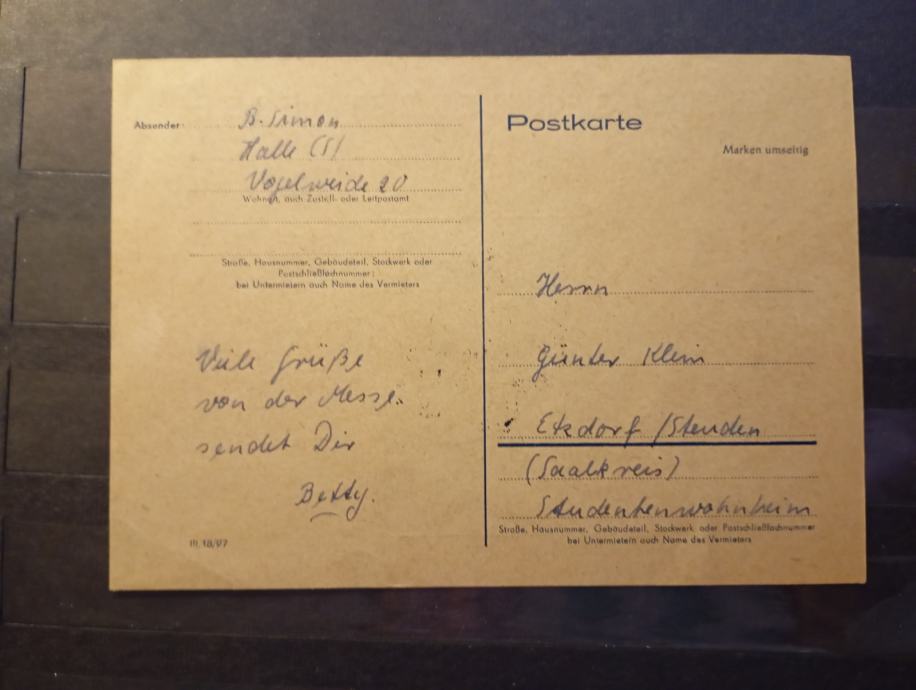 Absender:
B. Simon
Halle (S)
Vogelweide 20
Wohnort, auch Zustell- oder Leitpostamt
Straße, Hausnummer, Gebäudeteil, Stockwerk oder
Postschließfachnummer;
bei Untermietern auch Name des Vermieters
Viele Grüße
von der Messe
sendet Dir
Betty.
III 18/97
Postkarte
Marken umseitig
Herrn
Günter Klein
Etzdorf /Steuden
(Saalkreis)
Studentenwohnheim
Straße, Hausnummer, Gebäudeteil, Stockwerk oder Postschließfachnummer
bei Untermietern auch Name des Vermieters